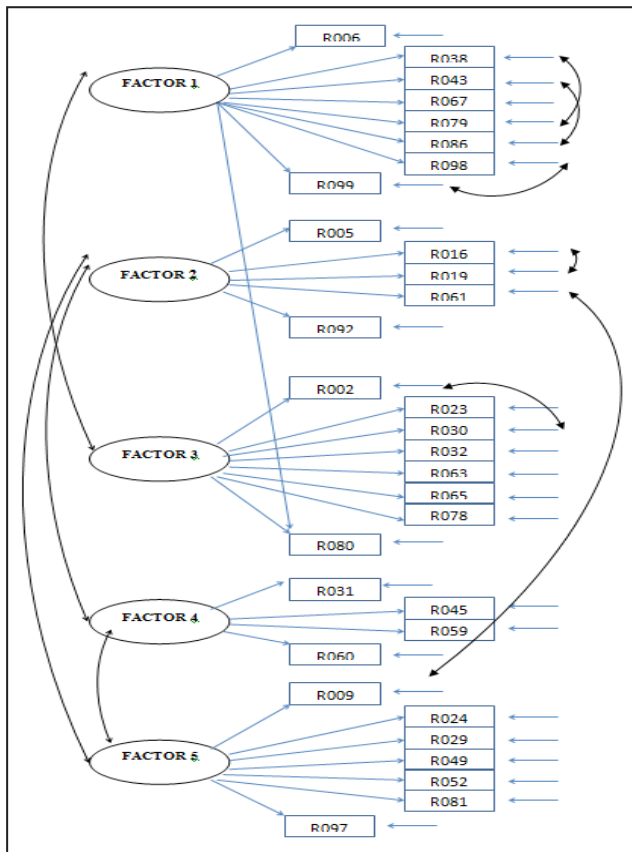 R006
R038
FACTOR 1.
R043
R067
R079
R086
R098
R099
R005
R016
FACTOR 2.
R019
R061
R092
R002
R023
R030
FACTOR 3.
R032
R063
R065
R078
R080
R031
R045
FACTOR 4.
R059
R060
R009
R024
R029
FACTOR 5.
R049
R052
R081
R097